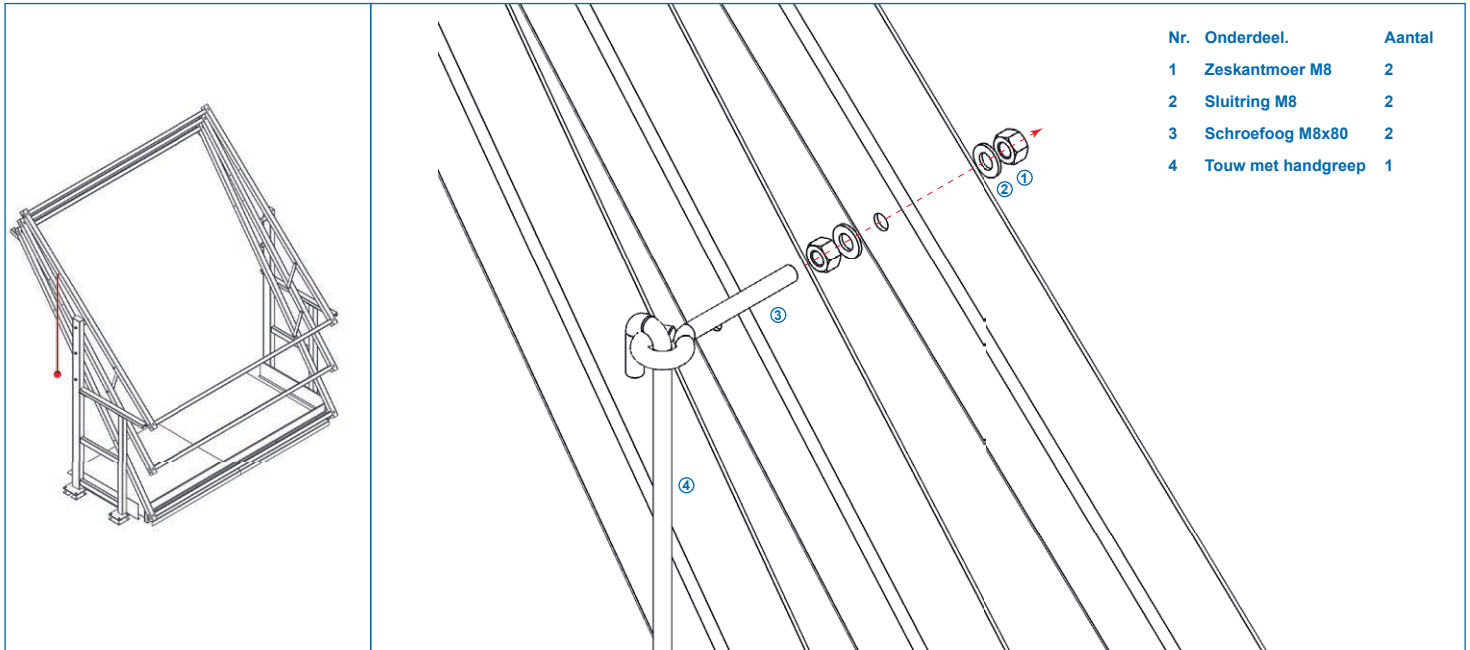 Nr. Onderdeel. Aantal
1 Zeskantmoer M8 2
2 Sluitring M8 2
3 Schroefoog M8x80 2
4 Touw met handgreep 1
①
②
③
④